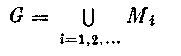 G = ∪ M_i
i=1,2,...